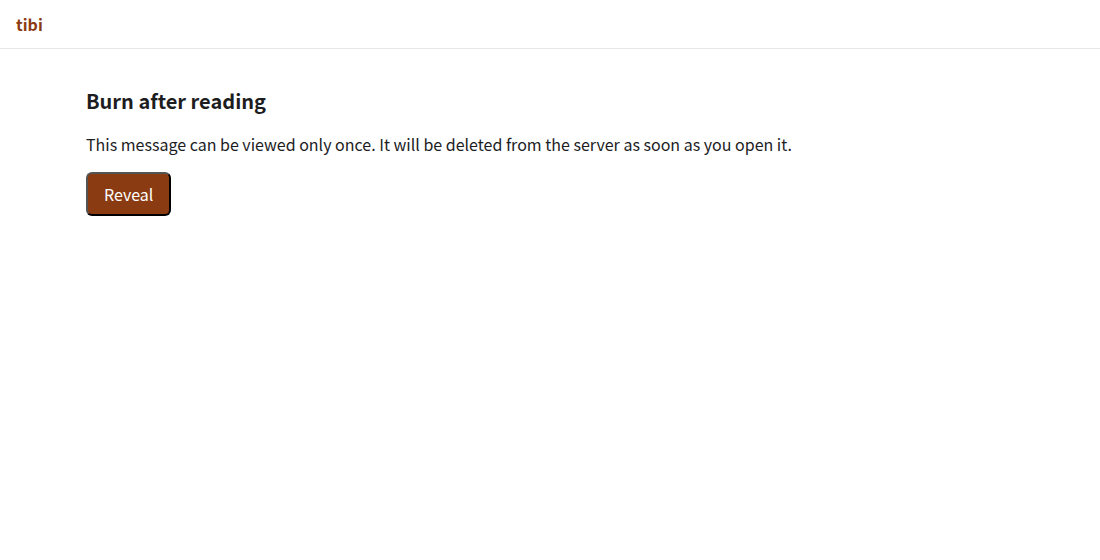 tibi
Burn after reading
This message can be viewed only once. It will be deleted from the server as soon as you open it.
Reveal